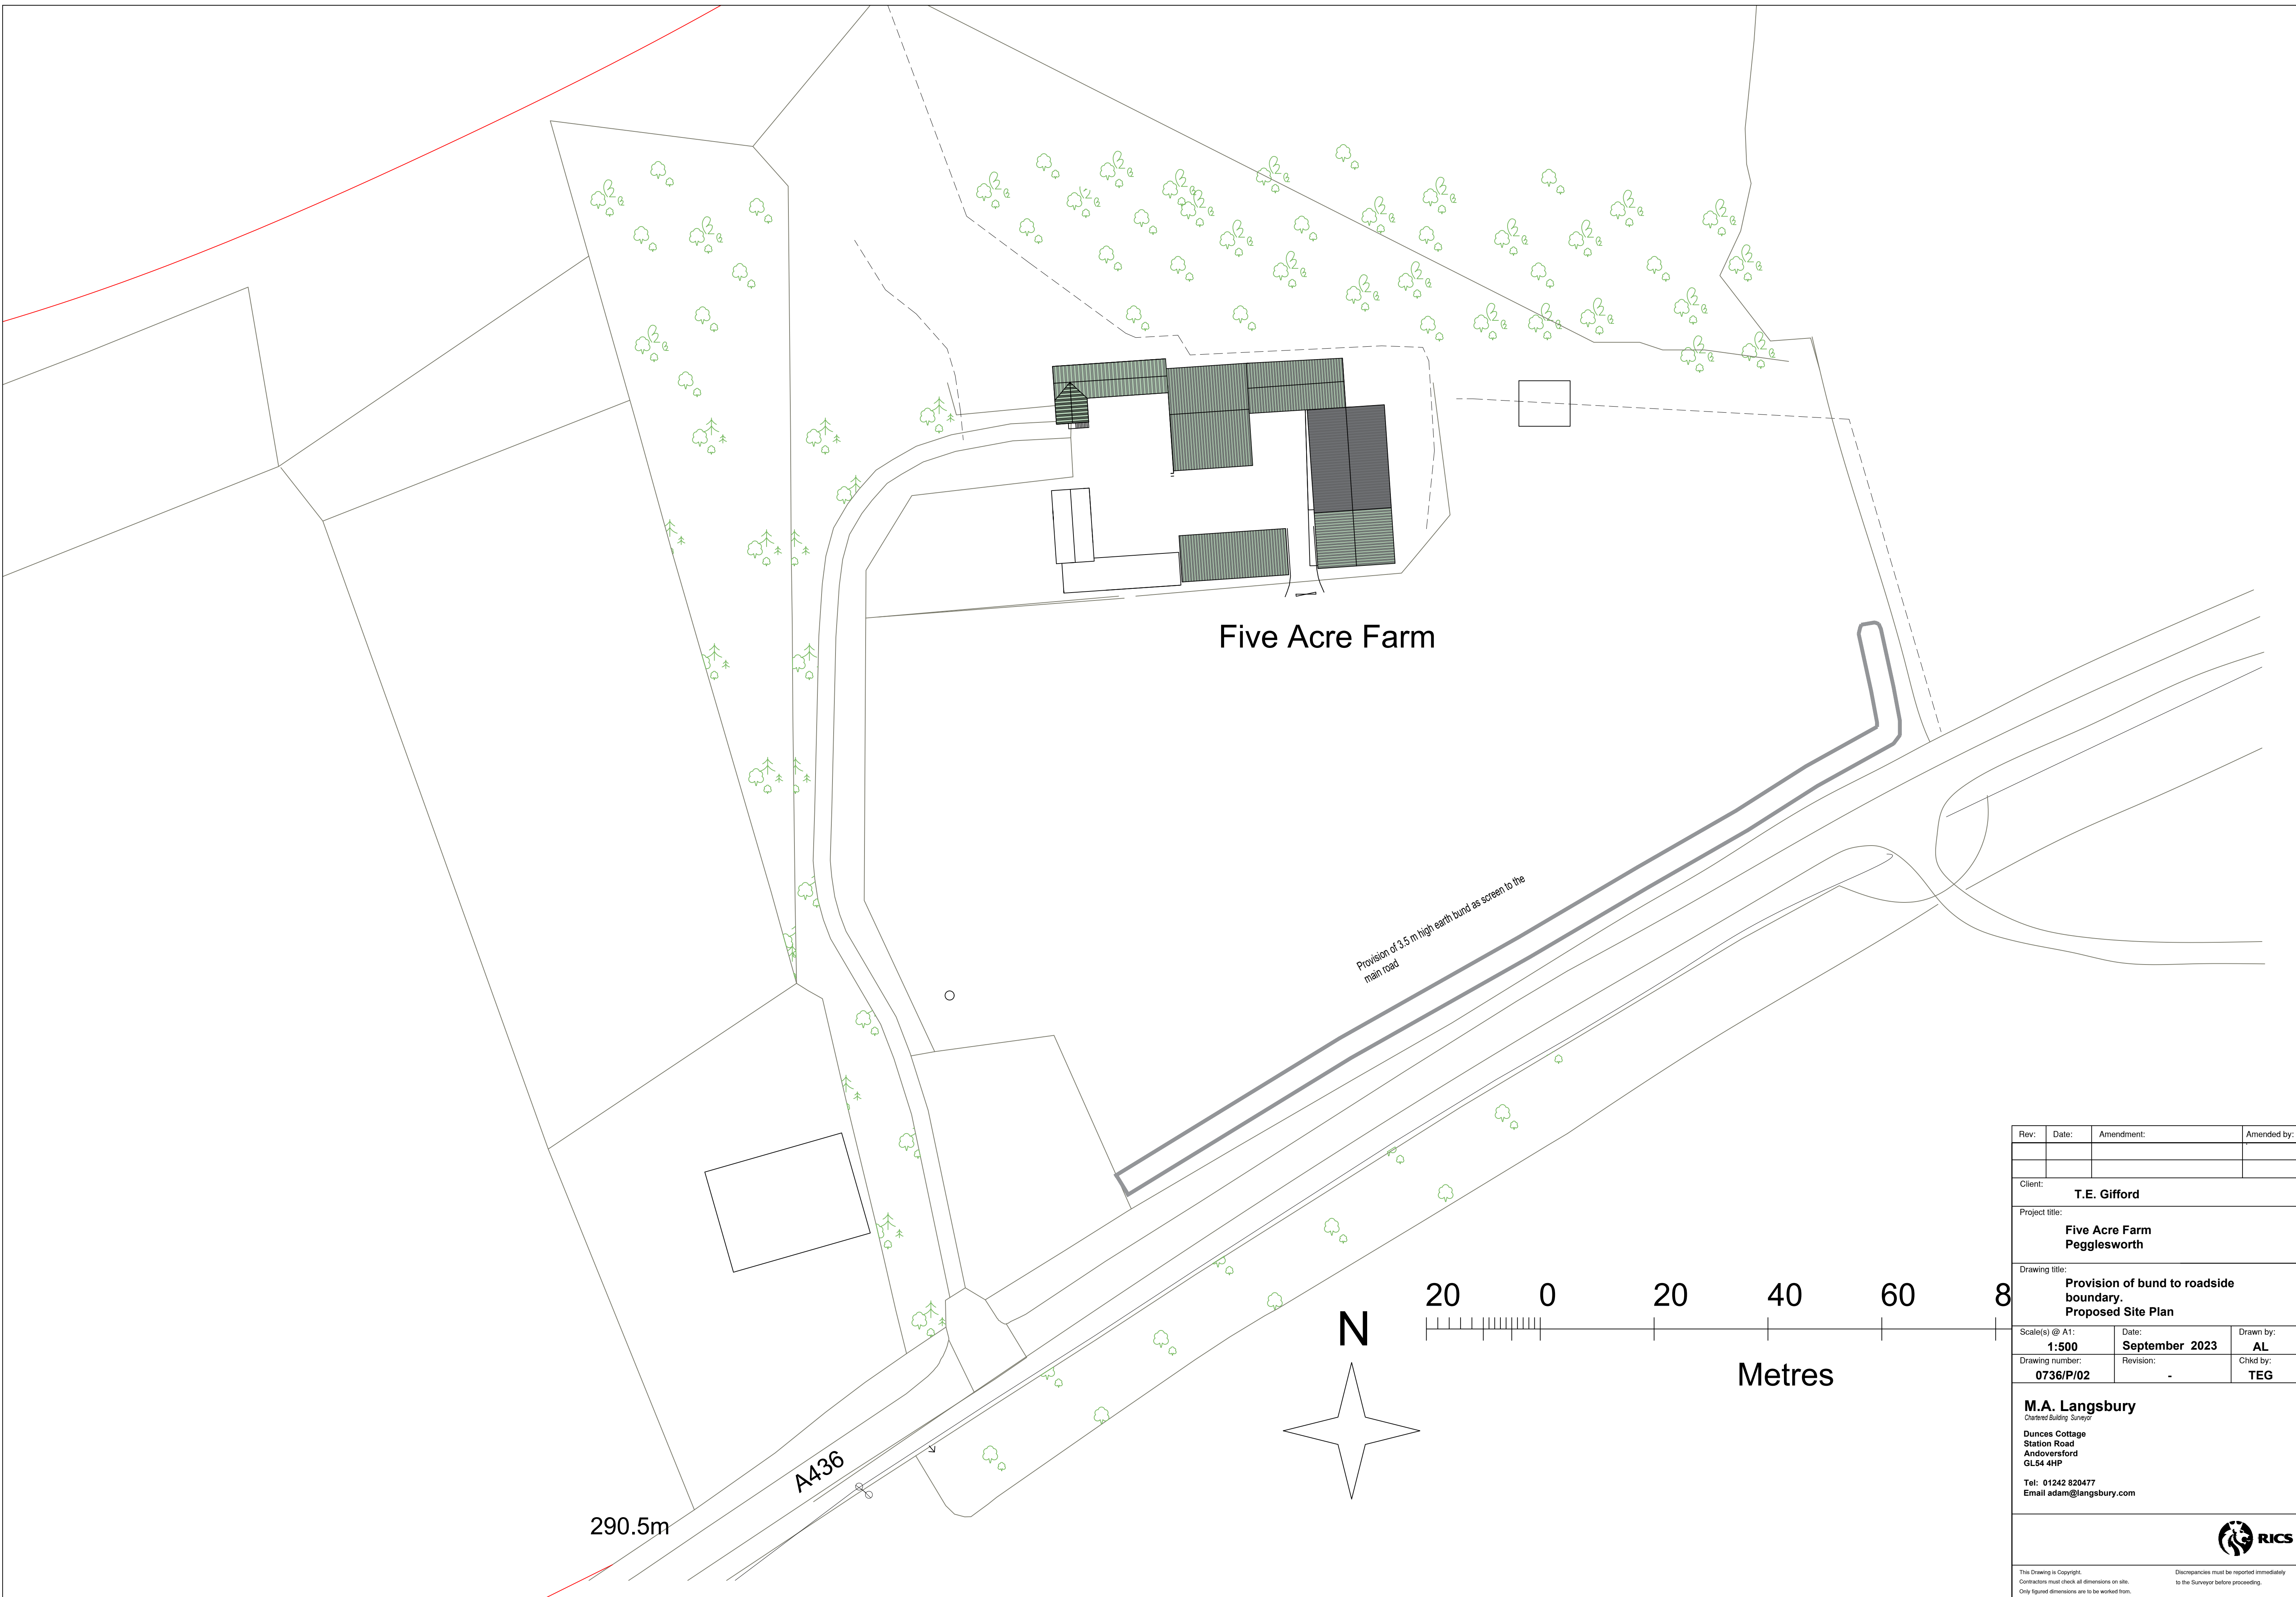 Five Acre Farm
Provision of 3.5 m high earth bund as screen to the
main road
A436
290.5m
N
20 0 20 40 60 8
Metres
Rev: Date: Amendment: Amended by:
Client:
T.E. Gifford
Project title:
Five Acre Farm
Pegglesworth
Drawing title:
Provision of bund to roadside
boundary.
Proposed Site Plan
Scale(s) @ A1: Date: Drawn by:
1:500 September 2023 AL
Drawing number: Revision: Chkd by:
0736/P/02 - TEG
M.A. Langsbury
Chartered Building Surveyor
Dunces Cottage
Station Road
Andoversford
GL54 4HP
Tel: 01242 820477
Email adam@langsbury.com
RICS
This Drawing is Copyright. Discrepancies must be reported immediately
Contractors must check all dimensions on site. to the Surveyor before proceeding.
Only figured dimensions are to be worked from.